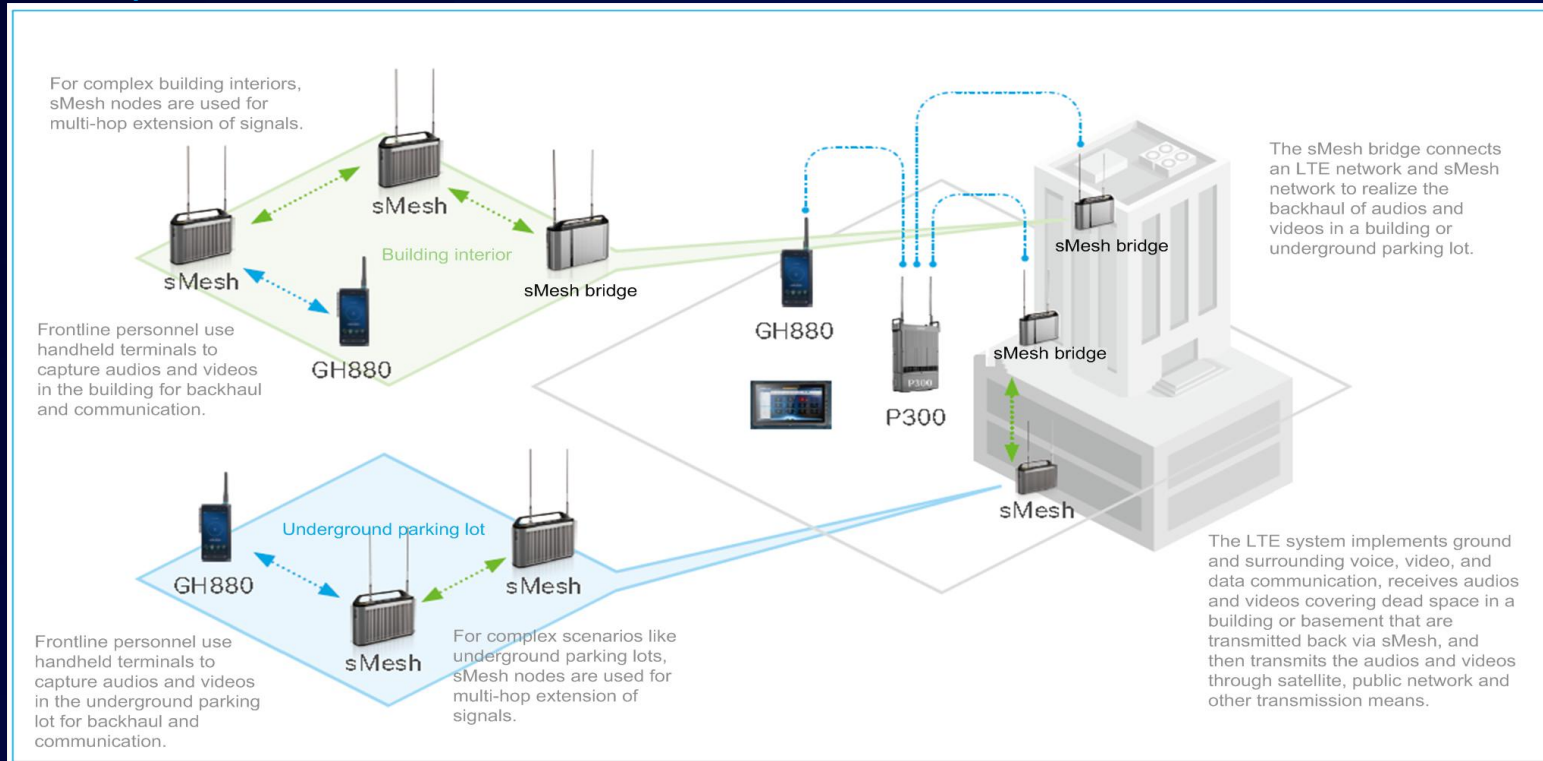 For complex building interiors,
sMesh nodes are used for
multi-hop extension of signals.
sMesh
sMesh
Building interior
sMesh bridge
GH880
Frontline personnel use
handheld terminals to
capture audios and videos
in the building for backhaul
and communication.
GH880
P300
P300
sMesh bridge
sMesh bridge
sMesh
The sMesh bridge connects
an LTE network and sMesh
network to realize the
backhaul of audios and
videos in a building or
underground parking lot.
Underground parking lot
GH880
sMesh
sMesh
Frontline personnel use
handheld terminals to
capture audios and videos
in the underground parking
lot for backhaul and
communication.
For complex scenarios like
underground parking lots,
sMesh nodes are used for
multi-hop extension of
signals.
The LTE system implements ground
and surrounding voice, video, and
data communication, receives audios
and videos covering dead space in a
building or basement that are
transmitted back via sMesh, and
then transmits the audios and videos
through satellite, public network and
other transmission means.